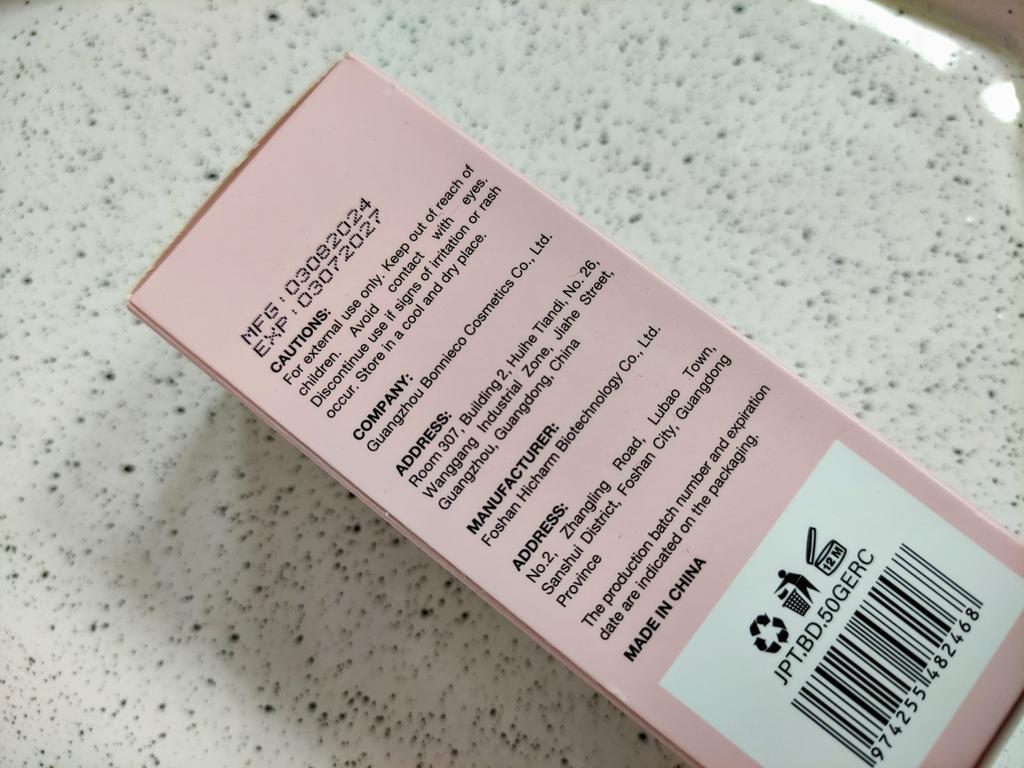 MFG:03082024
EXP:03072027
CAUTIONS:
For external use only. Keep out of reach of
children. Avoid contact with eyes.
Discontinue use if signs of irritation or rash
occur. Store in a cool and dry place.
COMPANY:
Guangzhou Bonnieco Cosmetics Co., Ltd.
ADDRESS:
Room 307, Building 2, Huihe Tiandi, No.26,
Wanggang Industrial Zone, Jiahe Street,
Guangzhou, Guangdong, China
MANUFACTURER:
Foshan Hicharm Biotechnology Co., Ltd.
ADDRESS:
No.2, Zhangling Road, Lubao Town,
Sanshui District, Foshan City, Guangdong
Province
The production batch number and expiration
date are indicated on the packaging.
MADE IN CHINA
12M
JPT.BD.50GERC
9742551482468